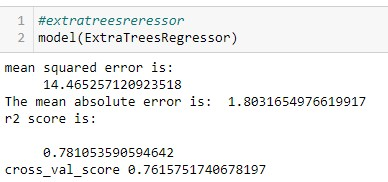 1 #extratreesreressor
2 model(ExtraTreesRegressor)
mean squared error is:
14.465257120923518
The mean absolute error is: 1.8031654976619917
r2 score is:
0.781053590594642
cross_val_score 0.7615751740678197